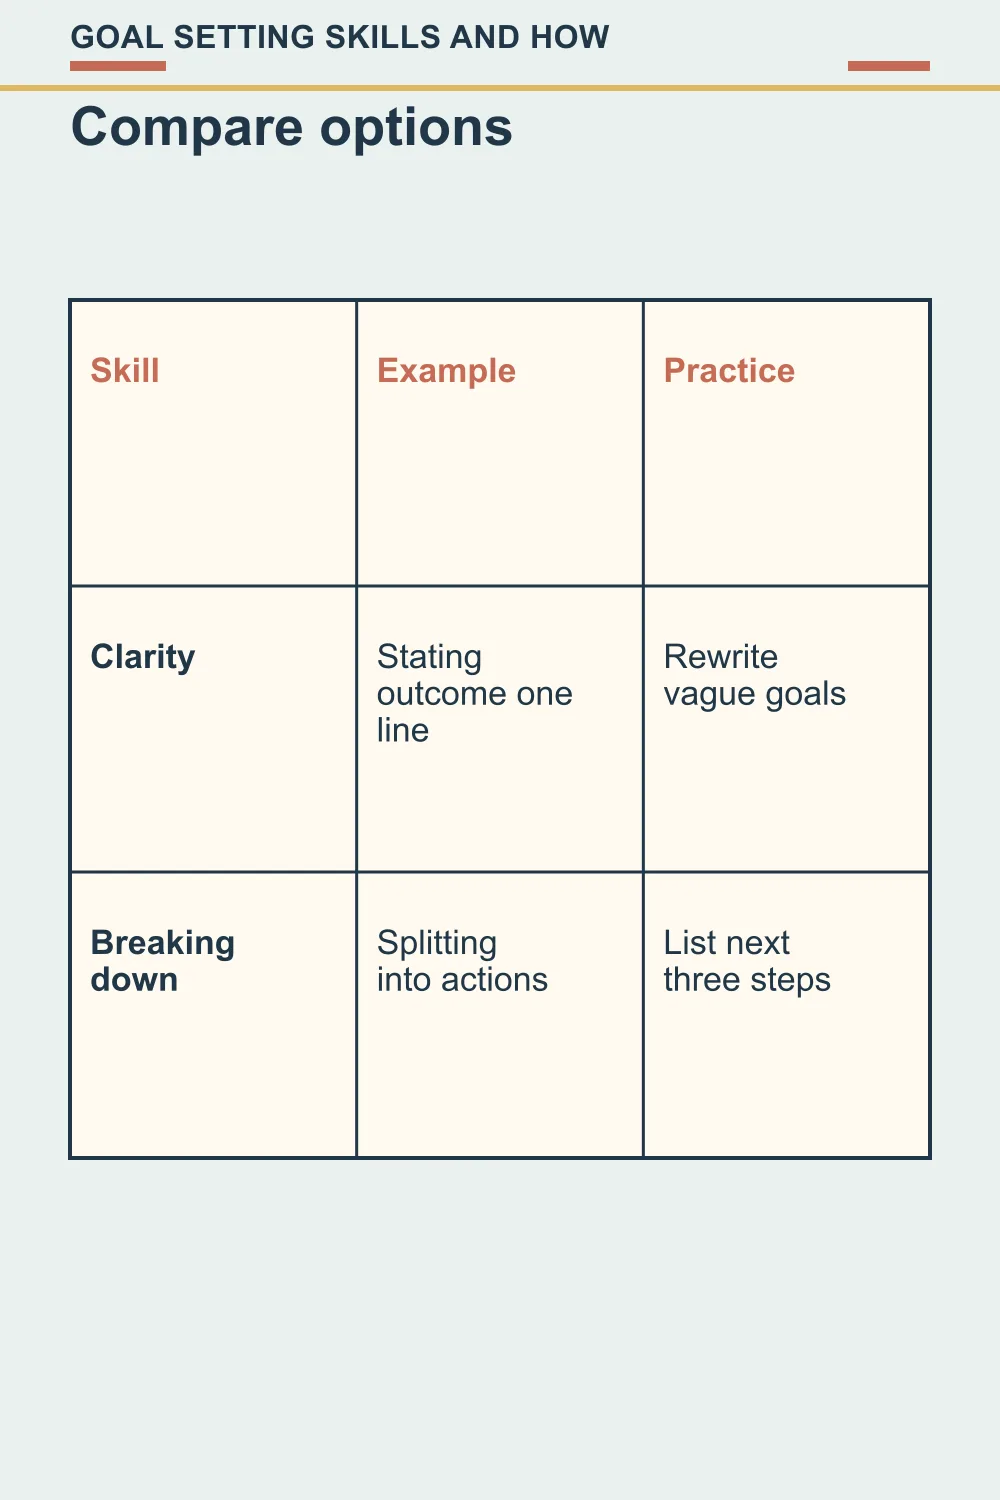 GOAL SETTING SKILLS AND HOW
Compare options
Skill
Example
Practice
Clarity
Stating
outcome one
line
Rewrite
vague goals
Breaking
down
Splitting
into actions
List next
three steps